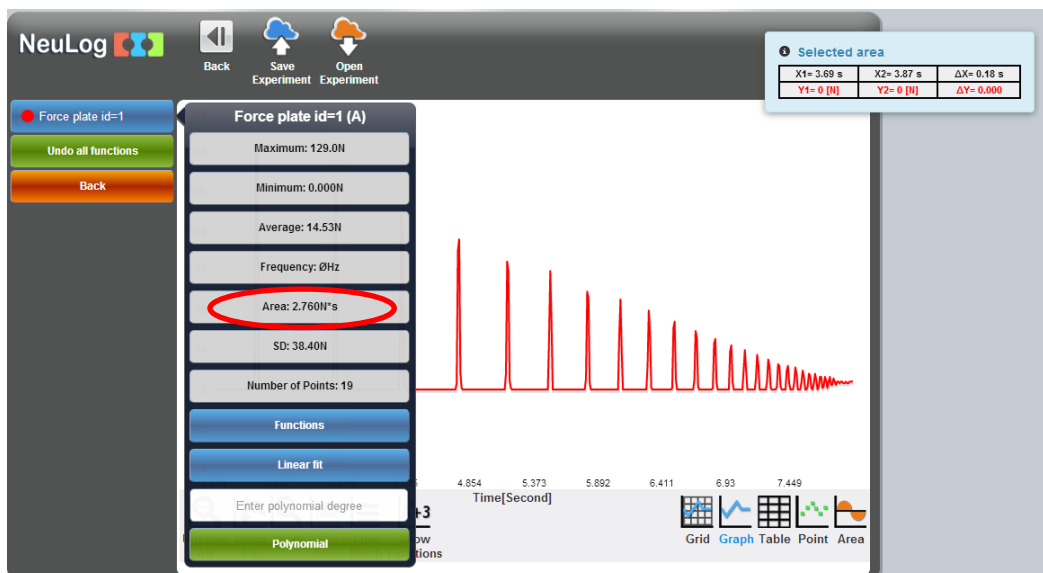 NeuLog
Back
Save
Experiment
Open
Experiment
Selected area
X1= 3.69 s X2= 3.87 s ΔX= 0.18 s
Y1= 0 [N] Y2= 0 [N] ΔY= 0.000
Force plate id=1
Undo all functions
Back
Force plate id=1 (A)
Maximum: 129.0N
Minimum: 0.000N
Average: 14.53N
Frequency: ØHz
Area: 2.760N*s
SD: 38.40N
Number of Points: 19
Functions
Linear fit
Enter polynomial degree
Polynomial
4.854 5.373 5.892 6.411 6.93 7.449
Time[Second]
Grid Graph Table Point Area